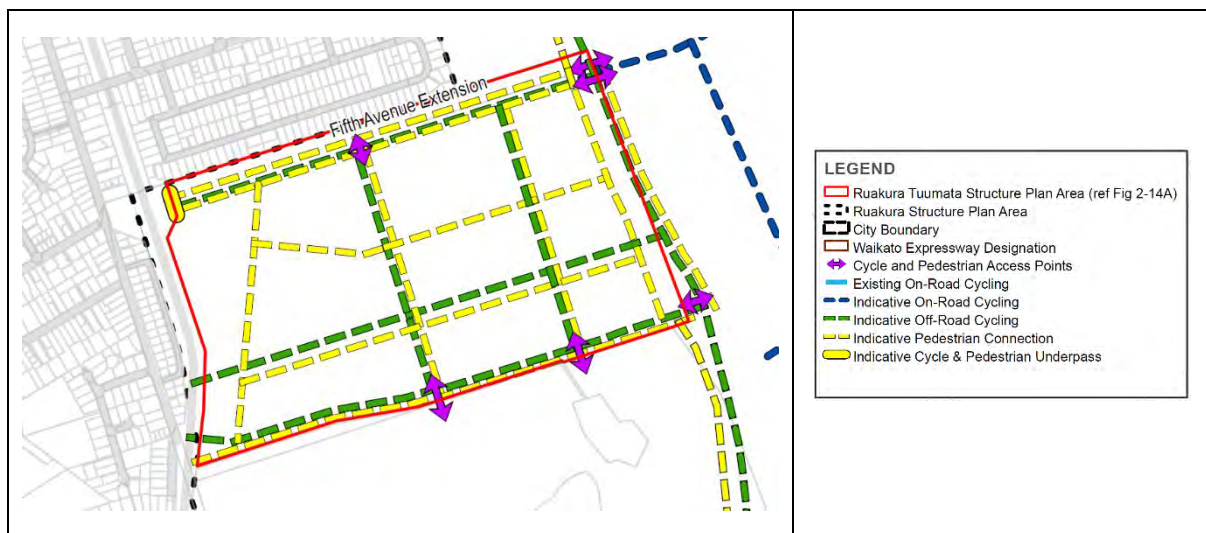 Fifth Avenue Extension
LEGEND
Ruakura Tuumata Structure Plan Area (ref Fig 2-14A)
Ruakura Structure Plan Area
City Boundary
Waikato Expressway Designation
Cycle and Pedestrian Access Points
Existing On-Road Cycling
Indicative On-Road Cycling
Indicative Off-Road Cycling
Indicative Pedestrian Connection
Indicative Cycle & Pedestrian Underpass